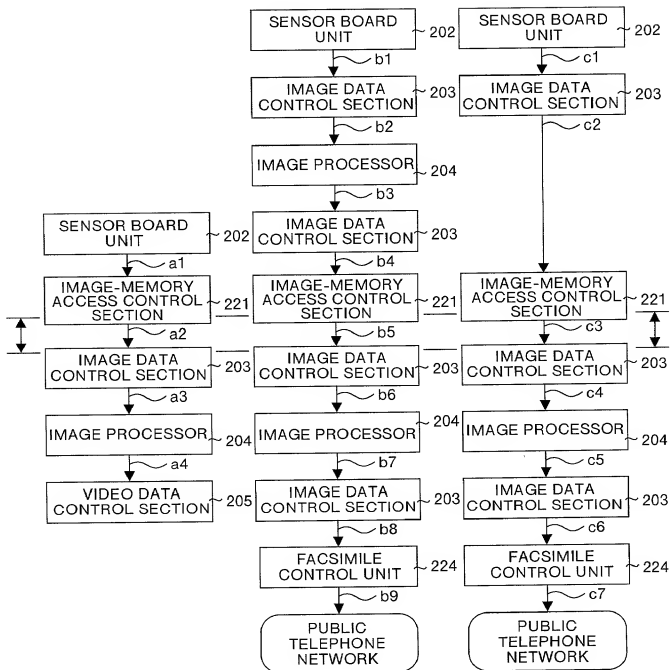 SENSOR BOARD
UNIT
202
b1
IMAGE DATA
CONTROL SECTION
203
b2
IMAGE PROCESSOR
204
b3
IMAGE DATA
CONTROL SECTION
203
b4
IMAGE-MEMORY
ACCESS CONTROL
SECTION
221
b5
IMAGE DATA
CONTROL SECTION
203
b6
IMAGE PROCESSOR
204
b7
IMAGE DATA
CONTROL SECTION
203
b8
FACSIMILE
CONTROL UNIT
224
b9
PUBLIC
TELEPHONE
NETWORK
SENSOR BOARD
UNIT
202
c1
IMAGE DATA
CONTROL SECTION
203
c2
IMAGE-MEMORY
ACCESS CONTROL
SECTION
221
c3
IMAGE DATA
CONTROL SECTION
203
c4
IMAGE PROCESSOR
204
c5
IMAGE DATA
CONTROL SECTION
203
c6
FACSIMILE
CONTROL UNIT
224
c7
PUBLIC
TELEPHONE
NETWORK
SENSOR BOARD
UNIT
202
a1
IMAGE-MEMORY
ACCESS CONTROL
SECTION
221
a2
IMAGE DATA
CONTROL SECTION
203
a3
IMAGE PROCESSOR
204
a4
VIDEO DATA
CONTROL SECTION
205